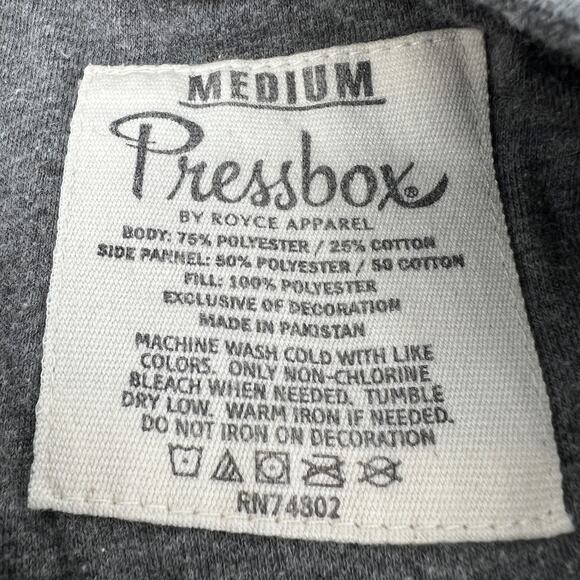 MEDIUM
Pressbox®
BY ROYCE APPAREL
BODY: 75% POLYESTER / 25% COTTON
SIDE PANNEL: 50% POLYESTER / 50 COTTON
FILL: 100% POLYESTER
EXCLUSIVE OF DECORATION
MADE IN PAKISTAN
MACHINE WASH COLD WITH LIKE
COLORS. ONLY NON-CHLORINE
BLEACH WHEN NEEDED. TUMBLE
DRY LOW. WARM IRON IF NEEDED.
DO NOT IRON ON DECORATION
RN74802